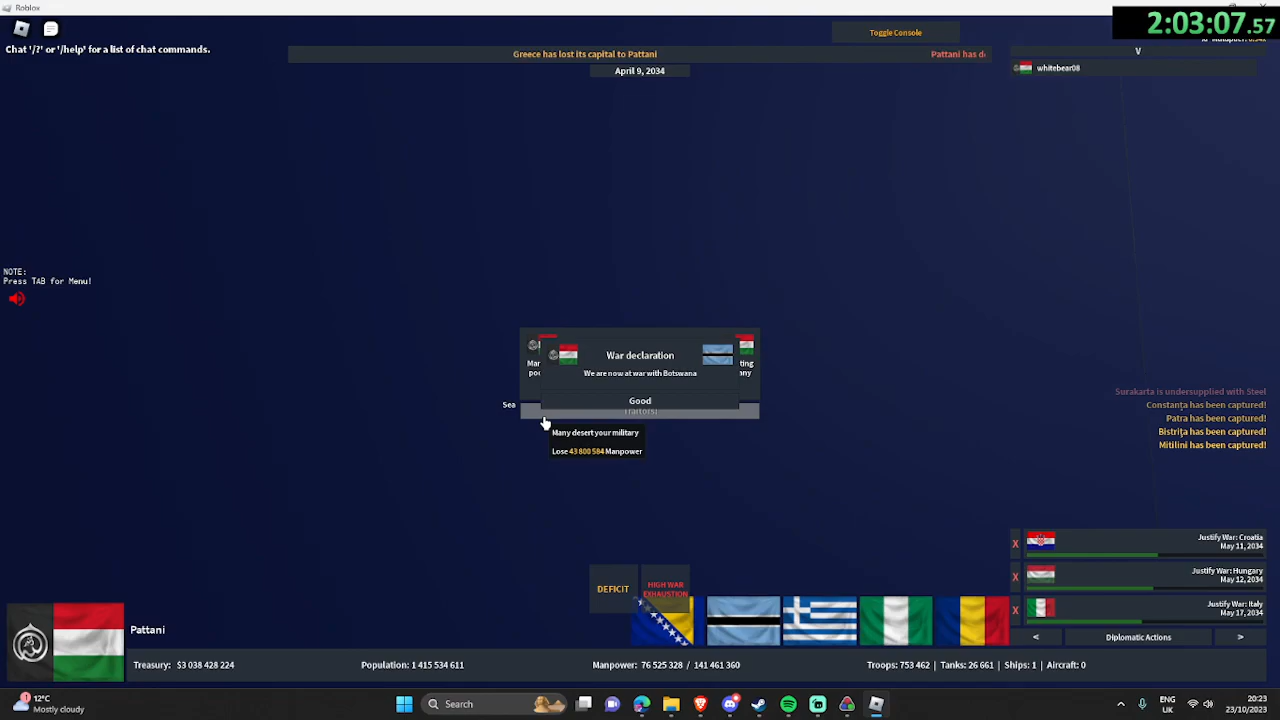 Roblox
2:03:07.57
Chat '/?' or '/help' for a list of chat commands.
Toggle Console
Greece has lost its capital to Pattani
Pattani has d
V
April 9, 2034
whitebear08
NOTE:
Press TAB for Menu!
War declaration
We are now at war with Botswana
Good
(Traitors)
Sea
Many desert your military
Lose 43 800 584 Manpower
Surakarta is undersupplied with Steel
Constanța has been captured!
Patra has been captured!
Bistrița has been captured!
Mitilini has been captured!
X
Justify War: Croatia
May 11, 2034
X
Justify War: Hungary
May 12, 2034
X
Justify War: Italy
May 17, 2034
DEFICIT
HIGH WAR
EXHAUSTION
< Diplomatic Actions >
Pattani
Treasury: $3 038 428 224
Population: 1 415 534 611
Manpower: 76 525 328 / 141 461 360
Troops: 753 462 | Tanks: 26 661 | Ships: 1 | Aircraft: 0
12°C
Mostly cloudy
Search
ENG
UK
20:23
23/10/2023